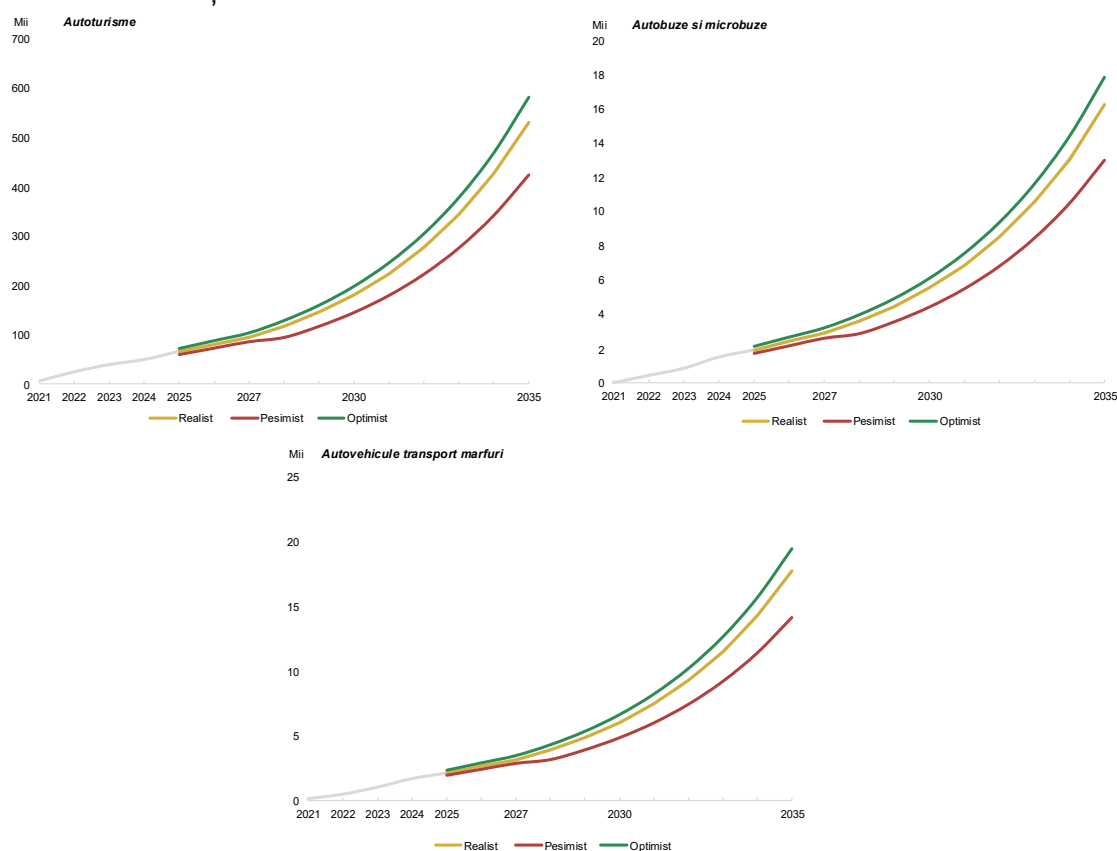 Mii Autoturisme
700
600
500
400
300
200
100
0
2021 2022 2023 2024 2025 2027 2030 2035
Realist Pesimist Optimist
Mii Autobuze si microbuze
20
18
16
14
12
10
8
6
4
2
0
2021 2022 2023 2024 2025 2027 2030 2035
Realist Pesimist Optimist
Mii Autovehicule transport marfuri
25
20
15
10
5
0
2021 2022 2023 2024 2025 2027 2030 2035
Realist Pesimist Optimist